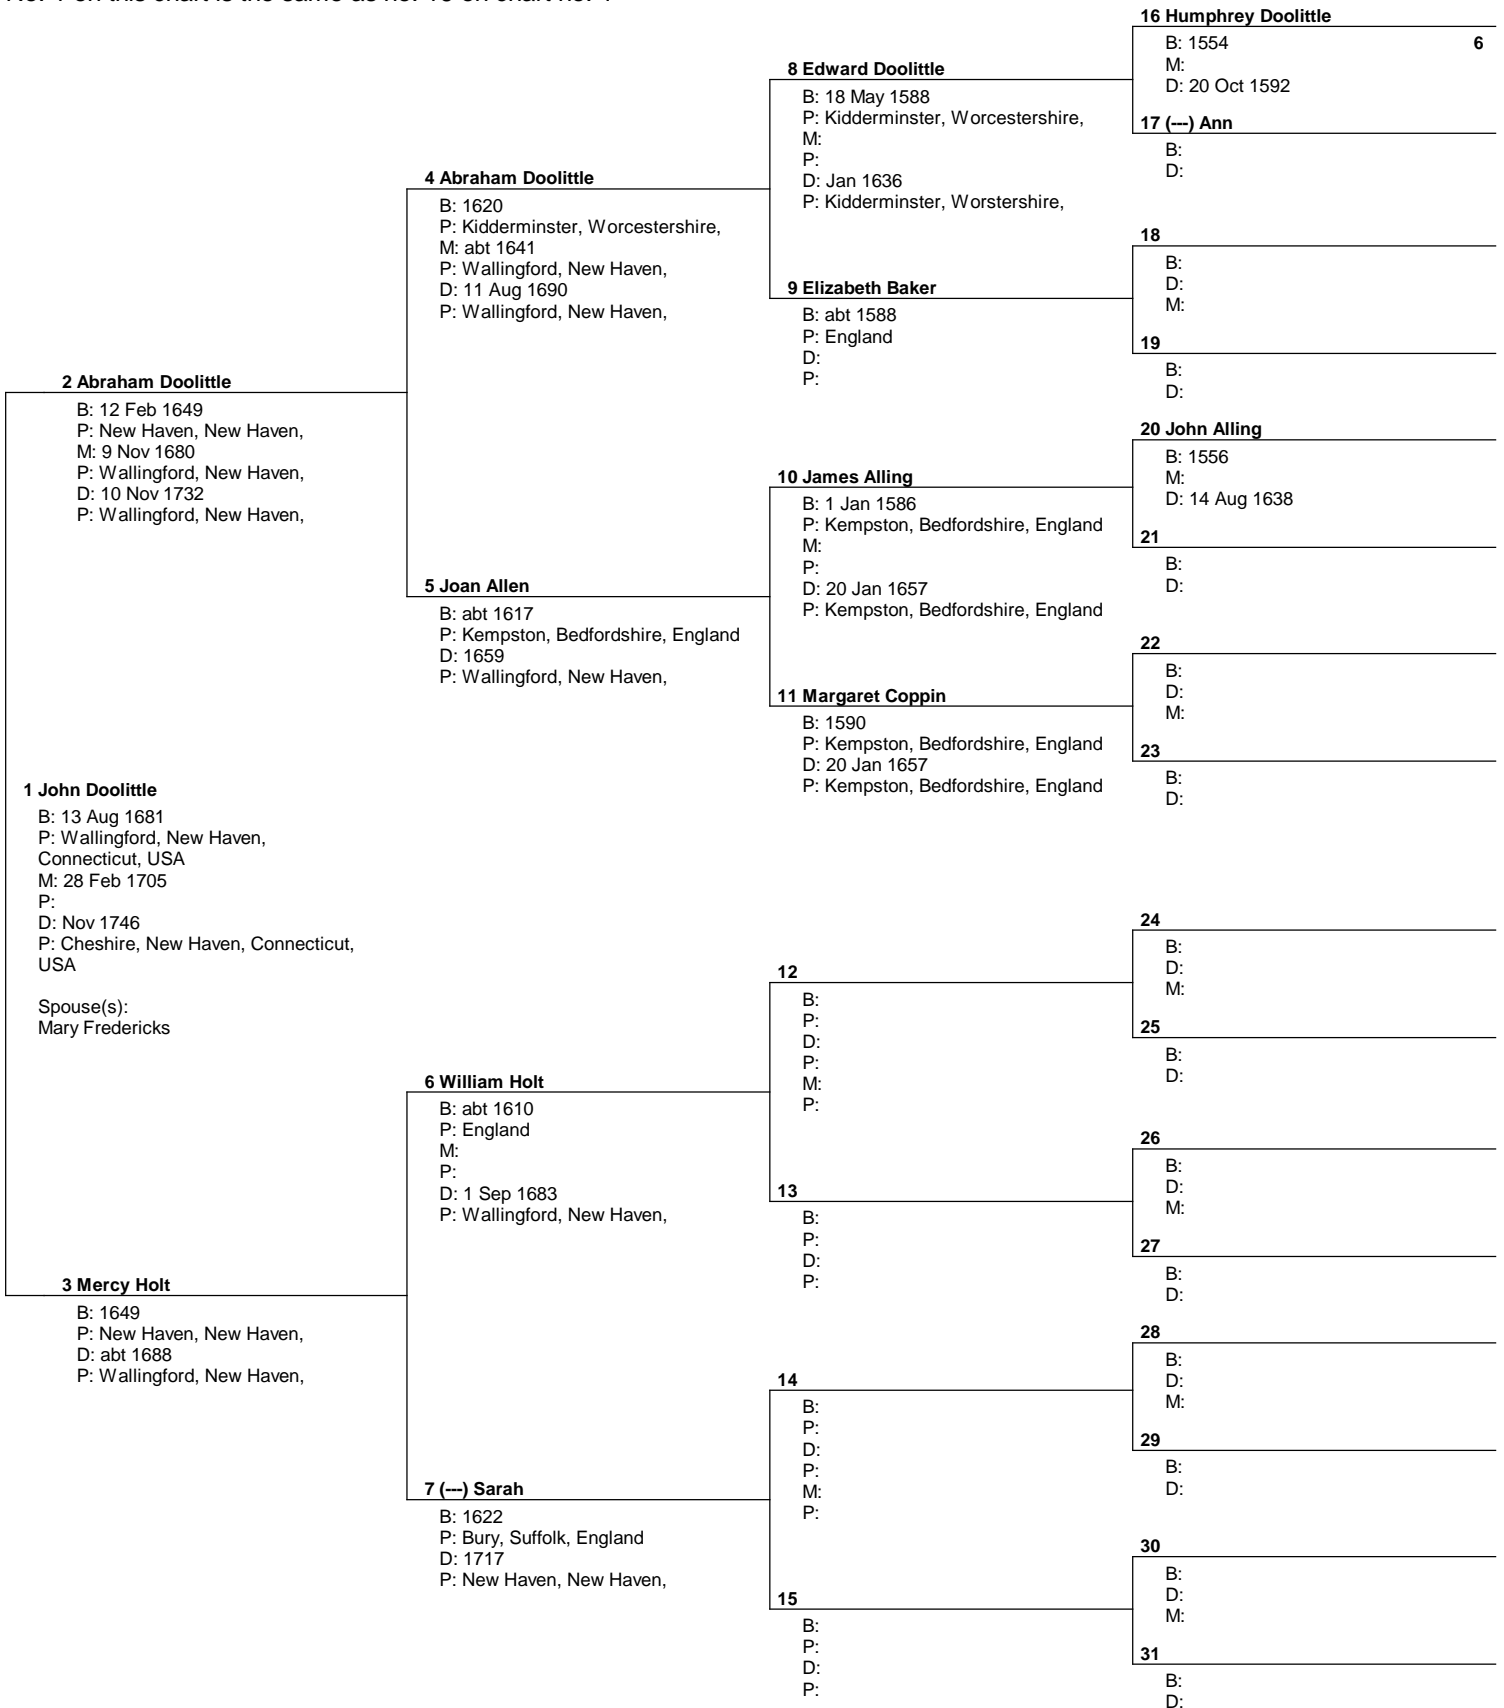 No. 1 on this chart is the same as no. on chart no.
1 John Doolittle
B: 13 Aug 1681
P: Wallingford, New Haven,
Connecticut, USA
M: 28 Feb 1705
P:
D: Nov 1746
P: Cheshire, New Haven, Connecticut,
USA
Spouse(s):
Mary Fredericks
2 Abraham Doolittle
B: 12 Feb 1649
P: New Haven, New Haven,
M: 9 Nov 1680
P: Wallingford, New Haven,
D: 10 Nov 1732
P: Wallingford, New Haven,
3 Mercy Holt
B: 1649
P: New Haven, New Haven,
D: abt 1688
P: Wallingford, New Haven,
4 Abraham Doolittle
B: 1620
P: Kidderminster, Worcestershire,
M: abt 1641
P: Wallingford, New Haven,
D: 11 Aug 1690
P: Wallingford, New Haven,
5 Joan Allen
B: abt 1617
P: Kempston, Bedfordshire, England
D: 1659
P: Wallingford, New Haven,
6 William Holt
B: abt 1610
P: England
M:
P:
D: 1 Sep 1683
P: Wallingford, New Haven,
7 (---) Sarah
B: 1622
P: Bury, Suffolk, England
D: 1717
P: New Haven, New Haven,
8 Edward Doolittle
B: 18 May 1588
P: Kidderminster, Worcestershire,
M:
P:
D: Jan 1636
P: Kidderminster, Worstershire,
9 Elizabeth Baker
B: abt 1588
P: England
D:
P:
10 James Alling
B: 1 Jan 1586
P: Kempston, Bedfordshire, England
M:
P:
D: 20 Jan 1657
P: Kempston, Bedfordshire, England
11 Margaret Coppin
B: 1590
P: Kempston, Bedfordshire, England
D: 20 Jan 1657
P: Kempston, Bedfordshire, England
12
B:
P:
D:
P:
M:
P:
13
B:
P:
D:
P:
14
B:
P:
D:
P:
M:
P:
15
B:
P:
D:
P:
16 Humphrey Doolittle
B: 1554 6
M:
D: 20 Oct 1592
17 (---) Ann
B:
D:
18
B:
D:
M:
19
B:
D:
20 John Alling
B: 1556
M:
D: 14 Aug 1638
21
B:
D:
22
B:
D:
M:
23
B:
D:
24
B:
D:
M:
25
B:
D:
26
B:
D:
M:
27
B:
D:
28
B:
D:
M:
29
B:
D:
30
B:
D:
M:
31
B:
D: